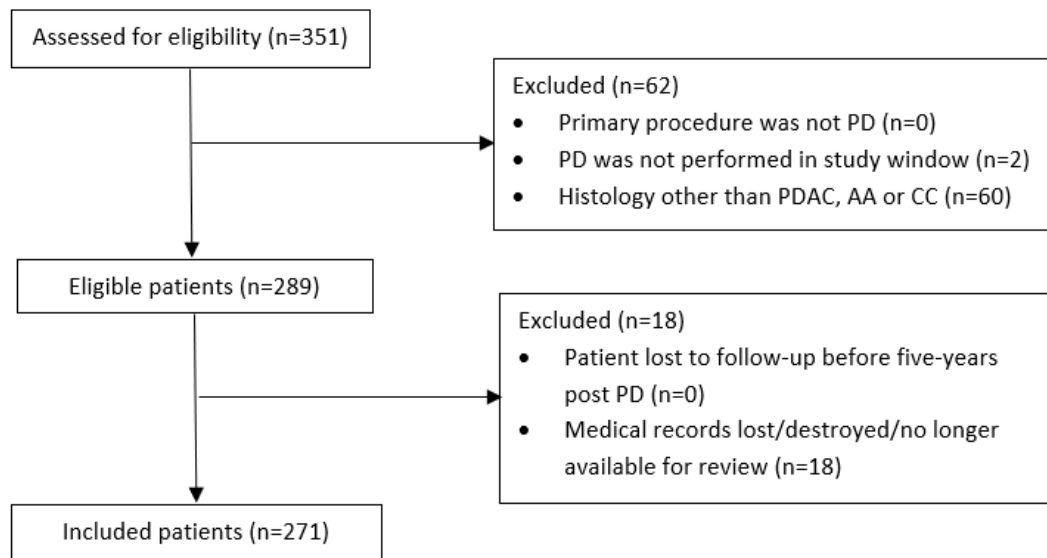 Assessed for eligibility (n=351)
Excluded (n=62)
• Primary procedure was not PD (n=0)
• PD was not performed in study window (n=2)
• Histology other than PDAC, AA or CC (n=60)
Eligible patients (n=289)
Excluded (n=18)
• Patient lost to follow-up before five-years
post PD (n=0)
• Medical records lost/destroyed/no longer
available for review (n=18)
Included patients (n=271)